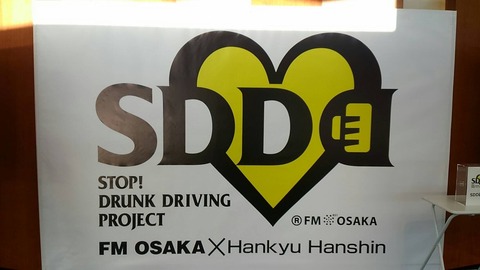 SDD
STOP!
DRUNK DRIVING
PROJECT
®FM OSAKA
FM OSAKA×Hankyu Hanshin